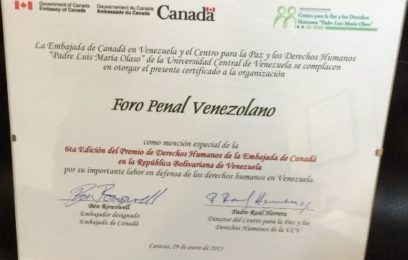 Government of Canada
Embassy of Canada
Gouvernement du Canada
Ambassade du Canada
Canada
Centro para la Paz y los Derechos
Humanos "Padre Luis María Olaso"
La Embajada de Canadá en Venezuela y el Centro para la Paz y los Derechos Humanos
"Padre Luis María Olaso" de la Universidad Central de Venezuela se complacen
en otorgar el presente certificado a la organización
Foro Penal Venezolano
como mención especial de la
6ta Edición del Premio de Derechos Humanos de la Embajada de Canadá
en la República Bolivariana de Venezuela
por su importante labor en defensa de los derechos humanos en Venezuela.
Ben Rowswell
Embajador designado
Embajada de Canadá
Padre Raúl Herrera
Director del Centro para la Paz y los
Derechos Humanos de la UCV
Caracas, 29 de enero de 2015